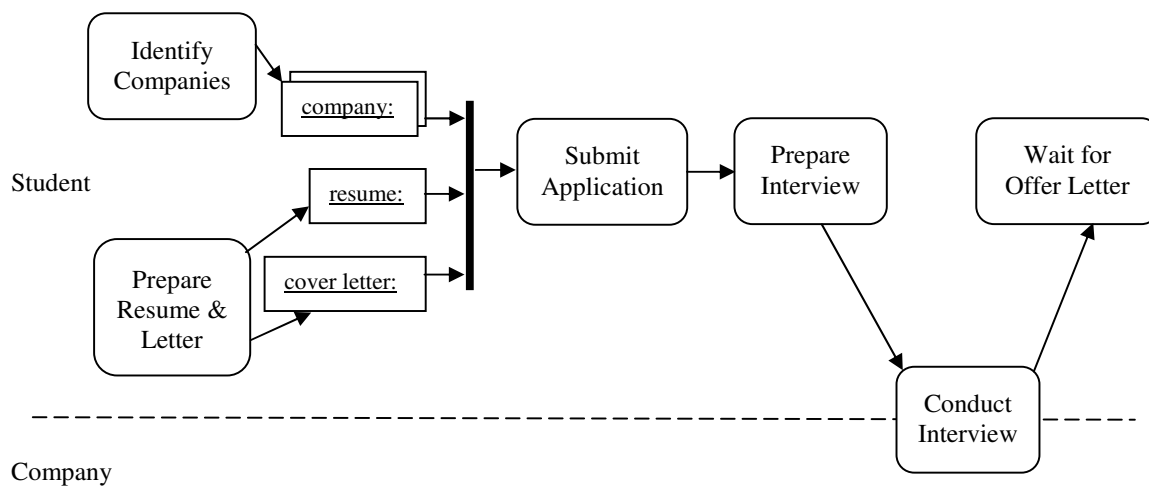 Identify
Companies
company:
Student
resume:
Prepare
Resume &
Letter
cover letter:
Submit
Application
Prepare
Interview
Wait for
Offer Letter
Conduct
Interview
Company